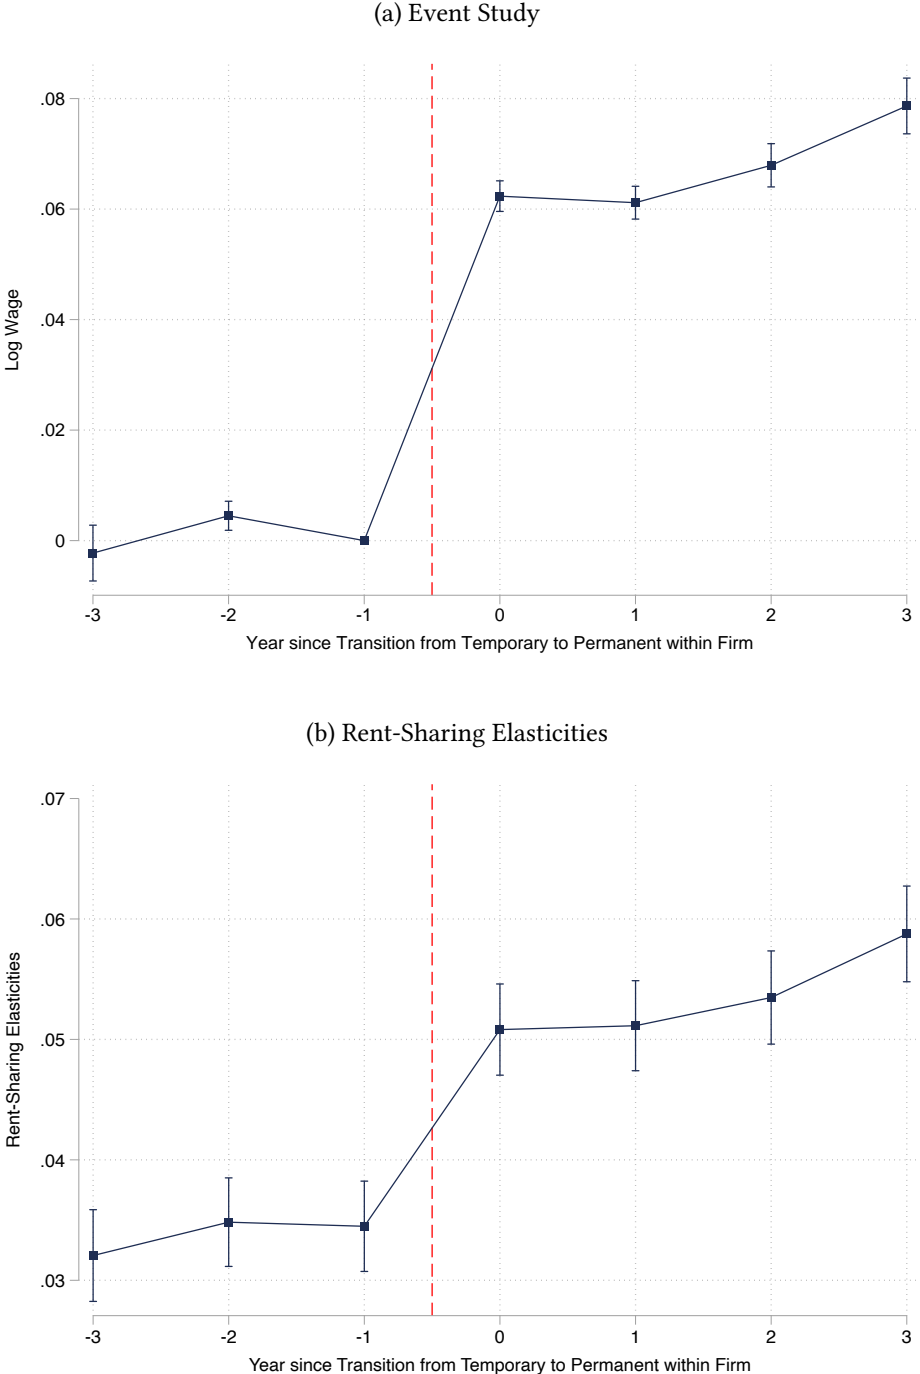 (a) Event Study
.08
.06
.04
.02
0
Log Wage
-3 -2 -1 0 1 2 3
Year since Transition from Temporary to Permanent within Firm
(b) Rent-Sharing Elasticities
.07
.06
.05
.04
.03
Rent-Sharing Elasticities
-3 -2 -1 0 1 2 3
Year since Transition from Temporary to Permanent within Firm